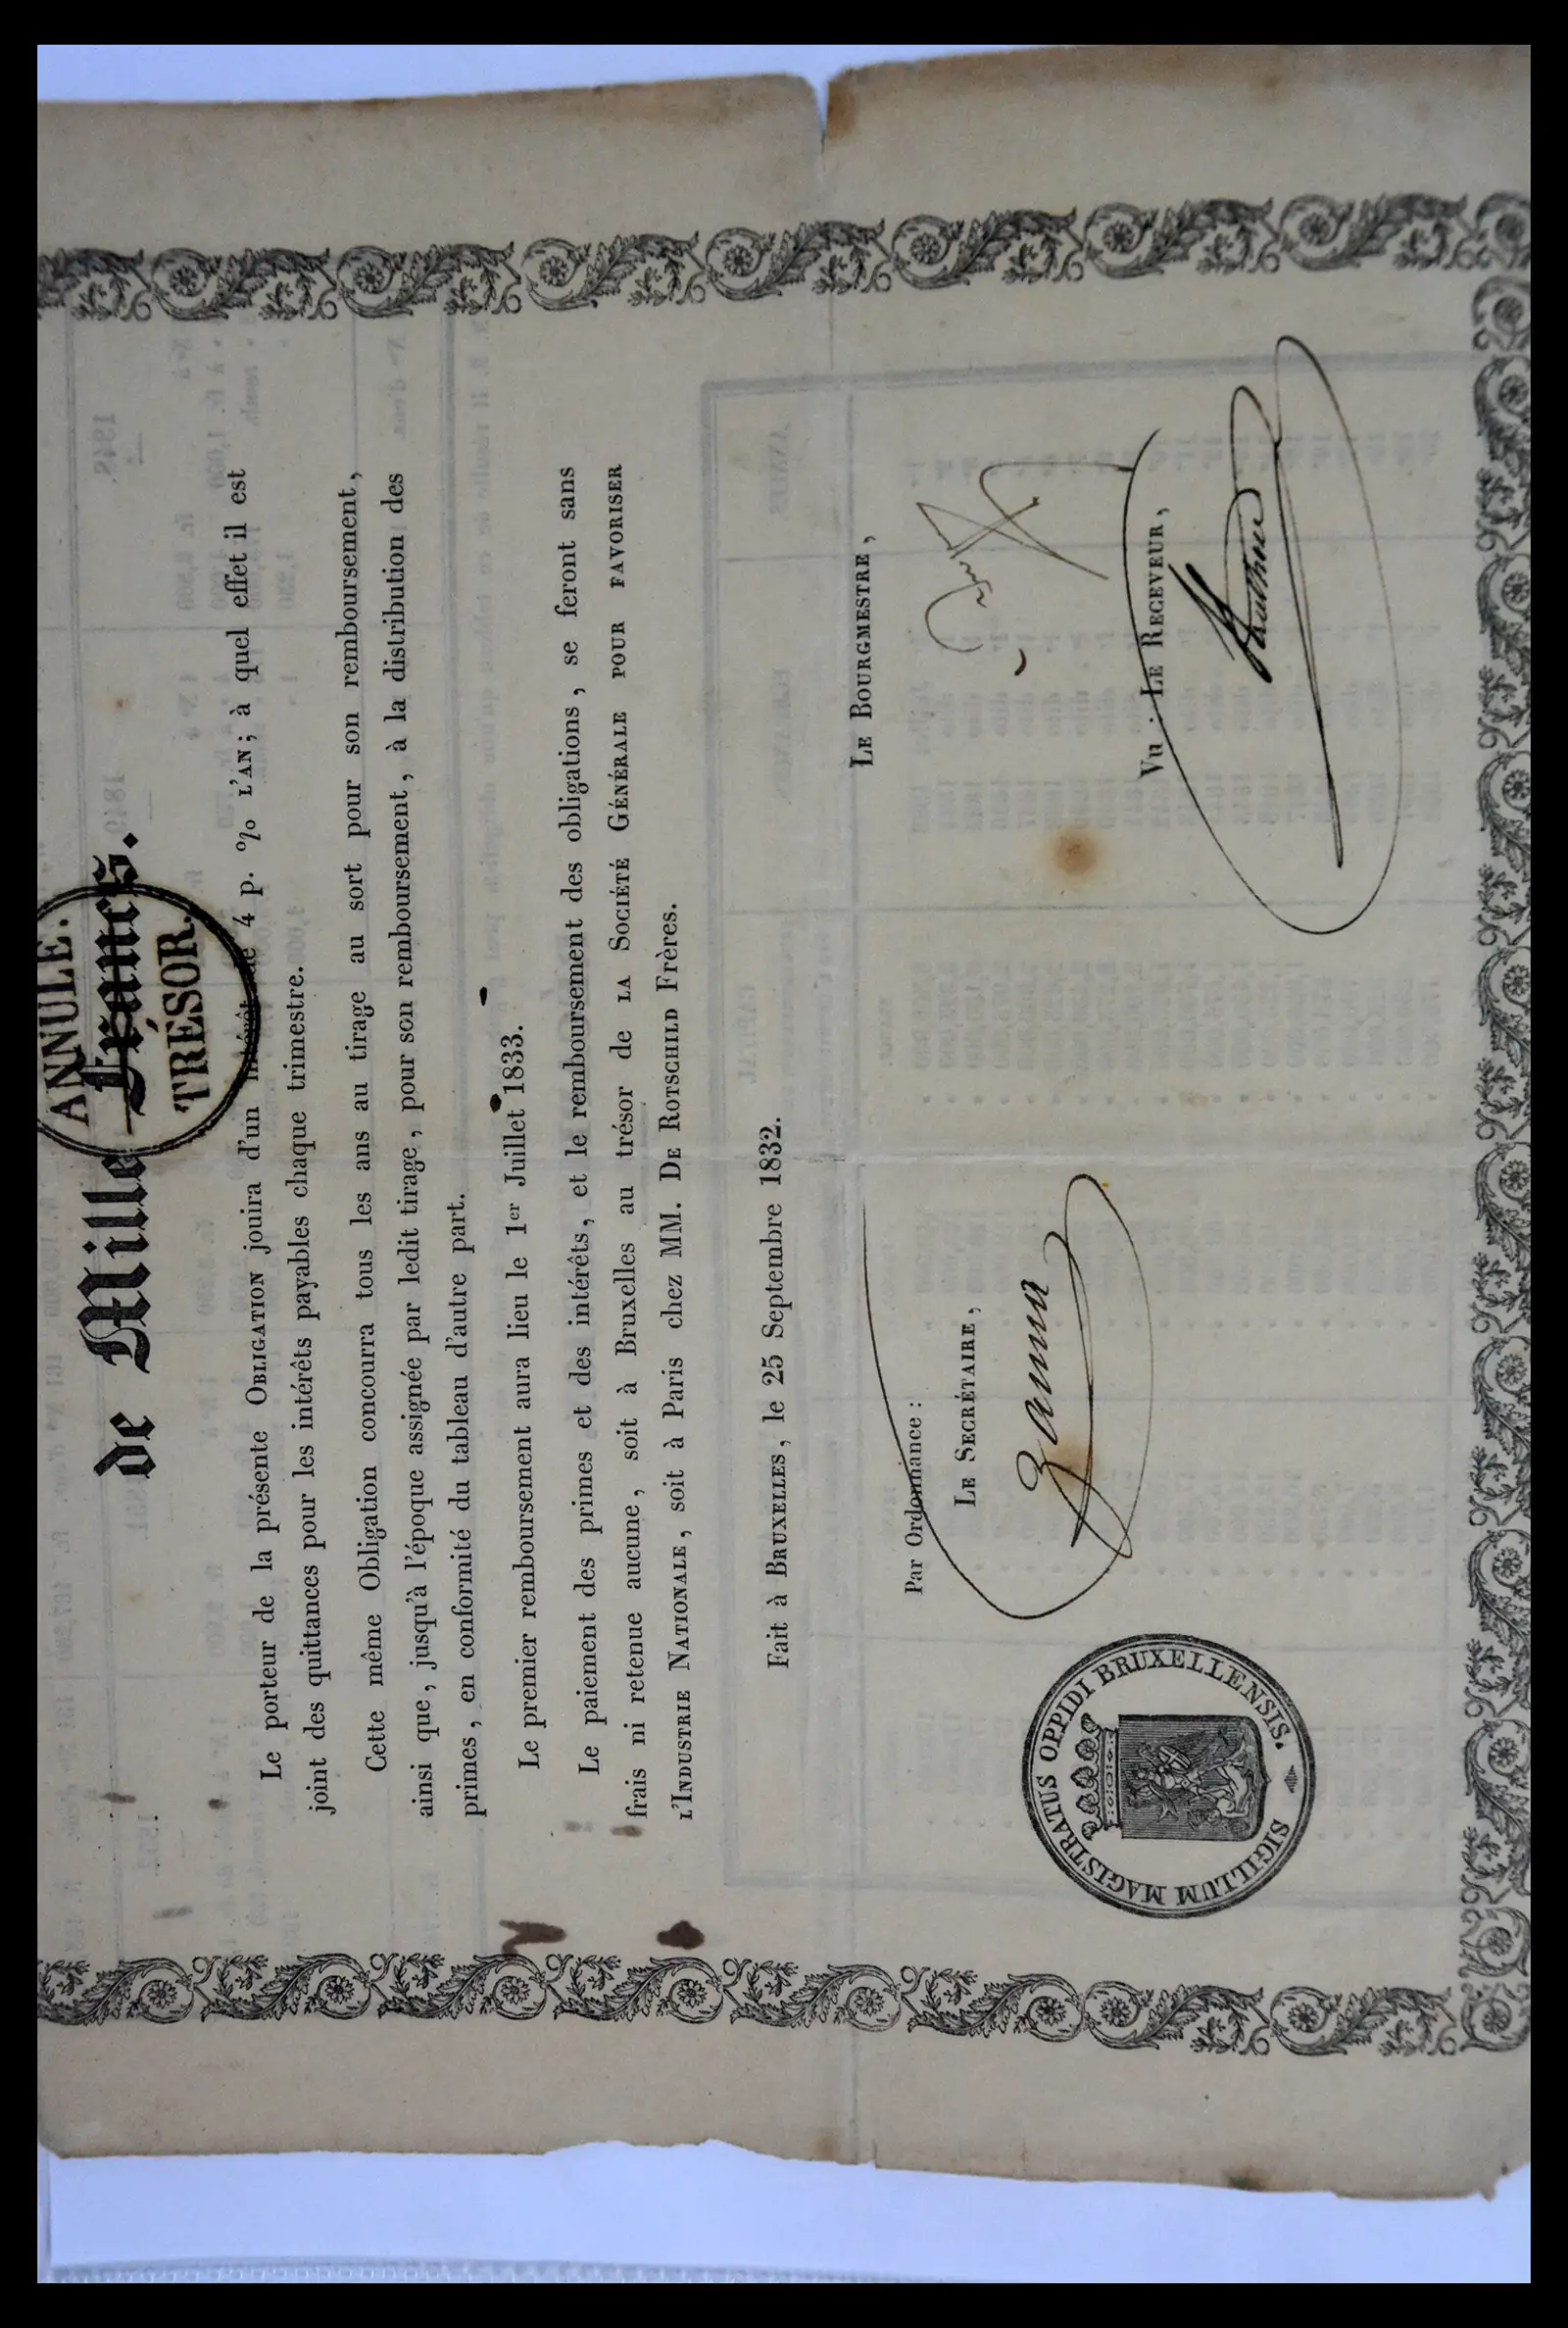 de Mille Francs.
ANNULÉ.
TRÉSOR.
Le porteur de la présente OBLIGATION jouira d'un intérêt de 4 p. % L'AN; à quel effet il est
joint des quittances pour les intérêts payables chaque trimestre.
Cette même Obligation concourra tous les ans au tirage au sort pour son remboursement,
ainsi que, jusqu'à l'époque assignée par ledit tirage, pour son remboursement, à la distribution des
primes, en conformité du tableau d'autre part.
Le premier remboursement aura lieu le 1er Juillet 1833.
Le paiement des primes et des intérêts, et le remboursement des obligations, se feront sans
frais ni retenue aucune, soit à Bruxelles au trésor de LA SOCIÉTÉ GÉNÉRALE POUR FAVORISER
L'INDUSTRIE NATIONALE, soit à Paris chez MM. DE ROTSCHILD Frères.
Fait à BRUXELLES, le 25 Septembre 1832.
LE BOURGMESTRE,
Par Ordonnance :
LE SECRÉTAIRE,
Zanna
Vu : LE RECEVEUR,
SIGILLUM MAGISTRATUS OPPIDI BRUXELLENSIS.